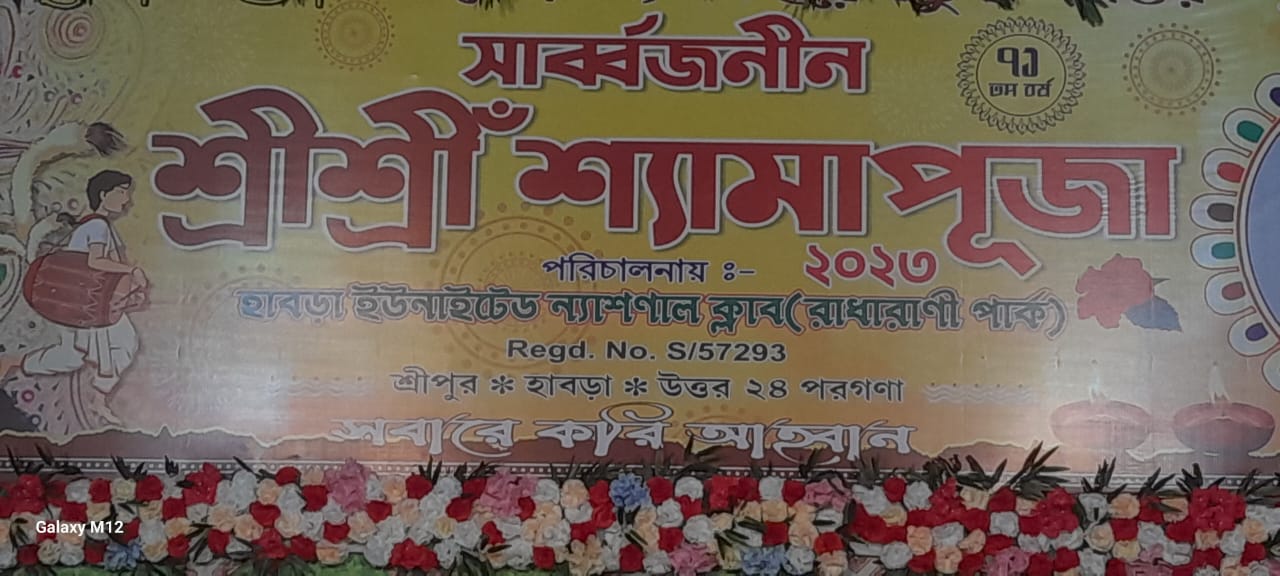 সার্ব্বজনীন
৭১
তম বর্ষ
শ্রীশ্রীঁ শ্যামাপূজা
২০২৩
পরিচালনায় ঃ-
হাবড়া ইউনাইটেড ন্যাশণাল ক্লাব(রাধারাণী পার্ক)
Regd. No. S/57293
শ্রীপুর * হাবড়া * উত্তর ২৪ পরগণা
সবারে করি আহ্বান
Galaxy M12